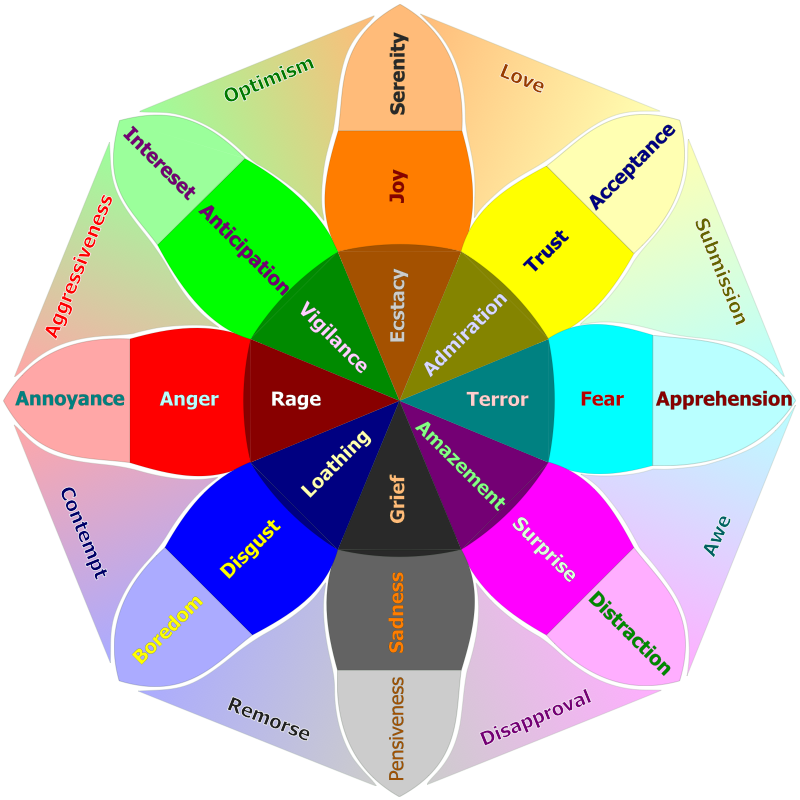 Serenity
Optimism
Love
Intereset
Acceptance
Joy
Anticipation
Trust
Aggressiveness
Submission
Ecstacy
Vigilance
Admiration
Annoyance
Anger
Rage
Terror
Fear
Apprehension
Loathing
Amazement
Grief
Contempt
Awe
Disgust
Surprise
Boredom
Sadness
Distraction
Remorse
Pensiveness
Disapproval